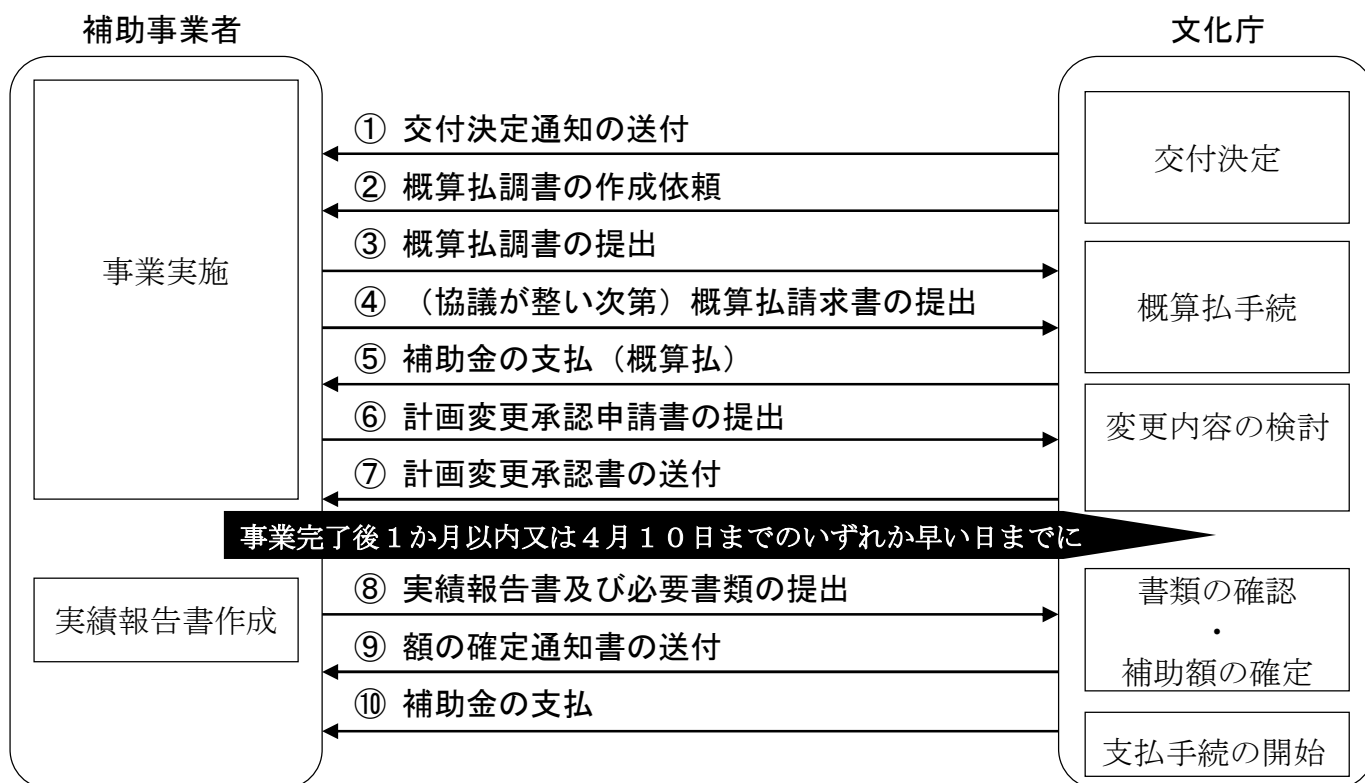 補助事業者
文化庁
① 交付決定通知の送付
② 概算払調書の作成依頼
③ 概算払調書の提出
④ （協議が整い次第）概算払請求書の提出
⑤ 補助金の支払（概算払）
⑥ 計画変更承認申請書の提出
⑦ 計画変更承認書の送付
事業実施
交付決定
概算払手続
変更内容の検討
事業完了後１か月以内又は４月１０日までのいずれか早い日までに
⑧ 実績報告書及び必要書類の提出
⑨ 額の確定通知書の送付
⑩ 補助金の支払
実績報告書作成
書類の確認
・
補助額の確定
支払手続の開始